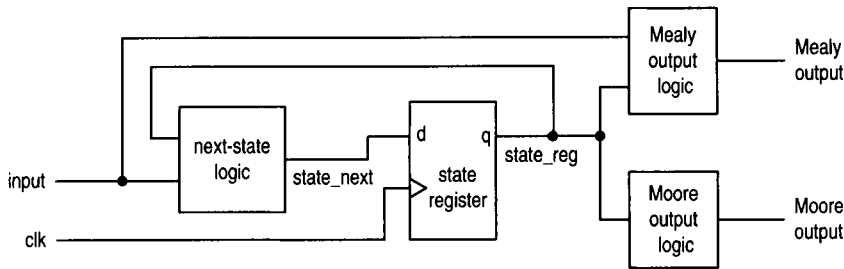 Mealy
output
logic
Mealy
output
next-state
logic
d
q
state
register
state_next
state_reg
input
clk
Moore
output
logic
Moore
output